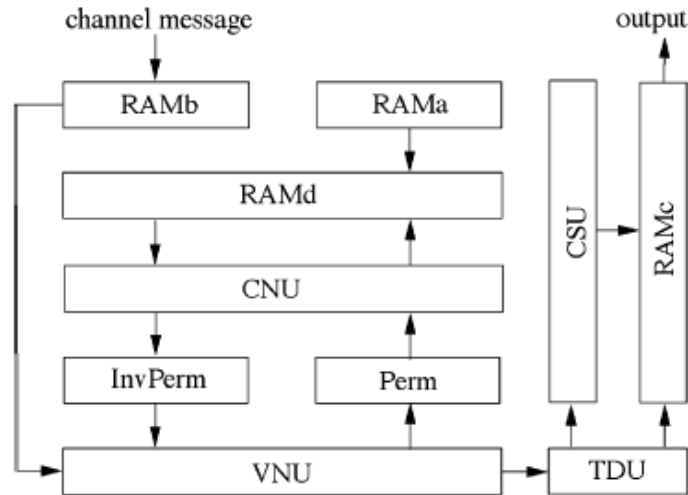 channel message
output
RAMb
RAMa
RAMd
CSU
RAMc
CNU
InvPerm
Perm
VNU
TDU